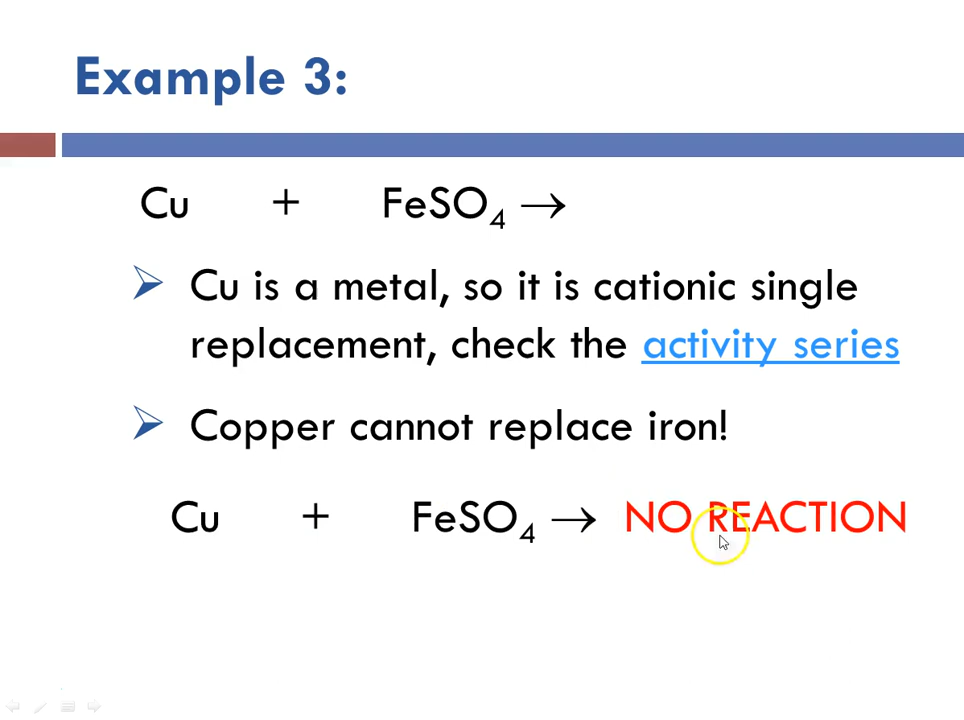 Example 3:
Cu + FeSO₄ →
➢ Cu is a metal, so it is cationic single
replacement, check the activity series
➢ Copper cannot replace iron!
Cu + FeSO₄ → NO REACTION